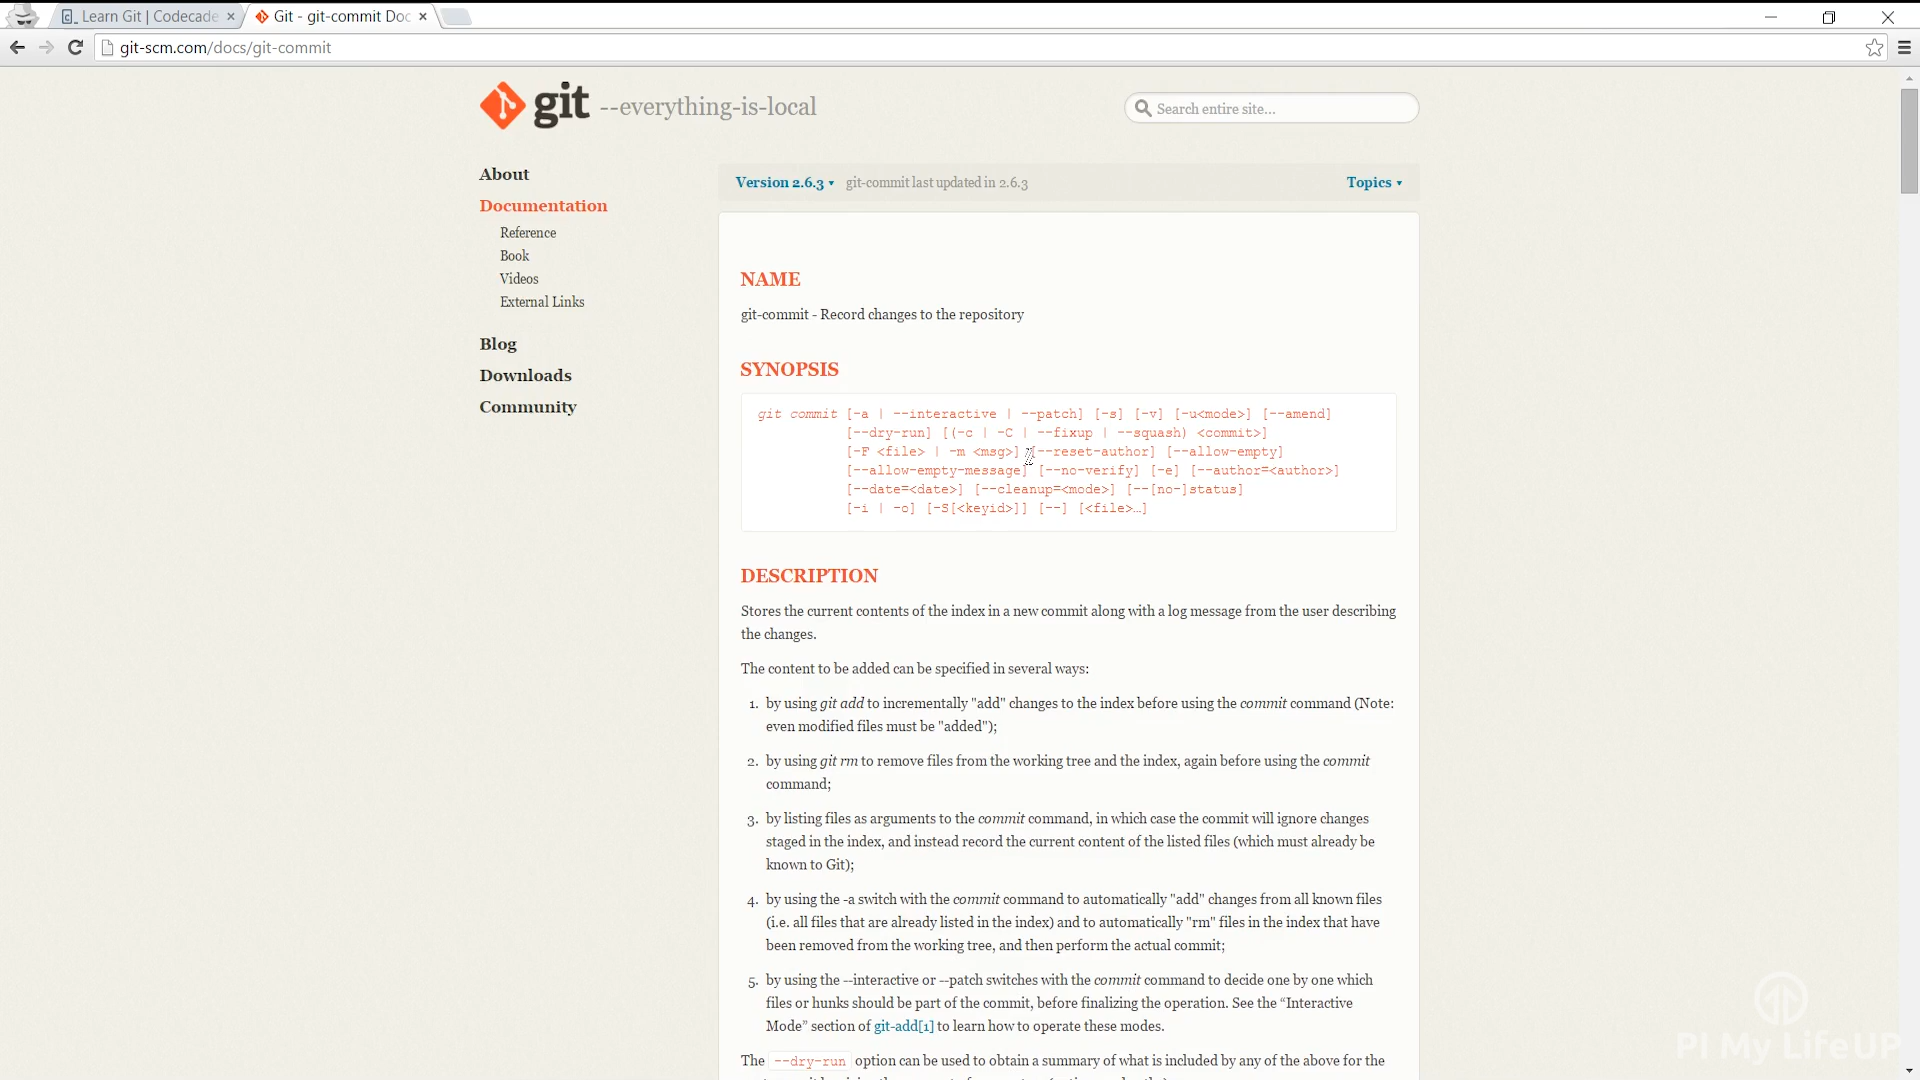 Learn Git | Codecade
Git - git-commit Doc
git-scm.com/docs/git-commit
git --everything-is-local
Search entire site...
About
Documentation
Reference
Book
Videos
External Links
Blog
Downloads
Community
Version 2.6.3 ▾ git-commit last updated in 2.6.3
Topics ▾
NAME
git-commit - Record changes to the repository
SYNOPSIS
git commit [-a | --interactive | --patch] [-s] [-v] [-u<mode>] [--amend]
[--dry-run] [(-c | -C | --fixup | --squash) <commit>]
[-F <file> | -m <msg>] [--reset-author] [--allow-empty]
[--allow-empty-message] [--no-verify] [-e] [--author=<author>]
[--date=<date>] [--cleanup=<mode>] [--[no-]status]
[-i | -o] [-S[<keyid>]] [--] [<file>…]
DESCRIPTION
Stores the current contents of the index in a new commit along with a log message from the user describing
the changes.
The content to be added can be specified in several ways:
1. by using git add to incrementally "add" changes to the index before using the commit command (Note:
even modified files must be "added");
2. by using git rm to remove files from the working tree and the index, again before using the commit
command;
3. by listing files as arguments to the commit command, in which case the commit will ignore changes
staged in the index, and instead record the current content of the listed files (which must already be
known to Git);
4. by using the -a switch with the commit command to automatically "add" changes from all known files
(i.e. all files that are already listed in the index) and to automatically "rm" files in the index that have
been removed from the working tree, and then perform the actual commit;
5. by using the --interactive or --patch switches with the commit command to decide one by one which
files or hunks should be part of the commit, before finalizing the operation. See the “Interactive
Mode” section of git-add[1] to learn how to operate these modes.
The --dry-run option can be used to obtain a summary of what is included by any of the above for the
PI My LifeUP